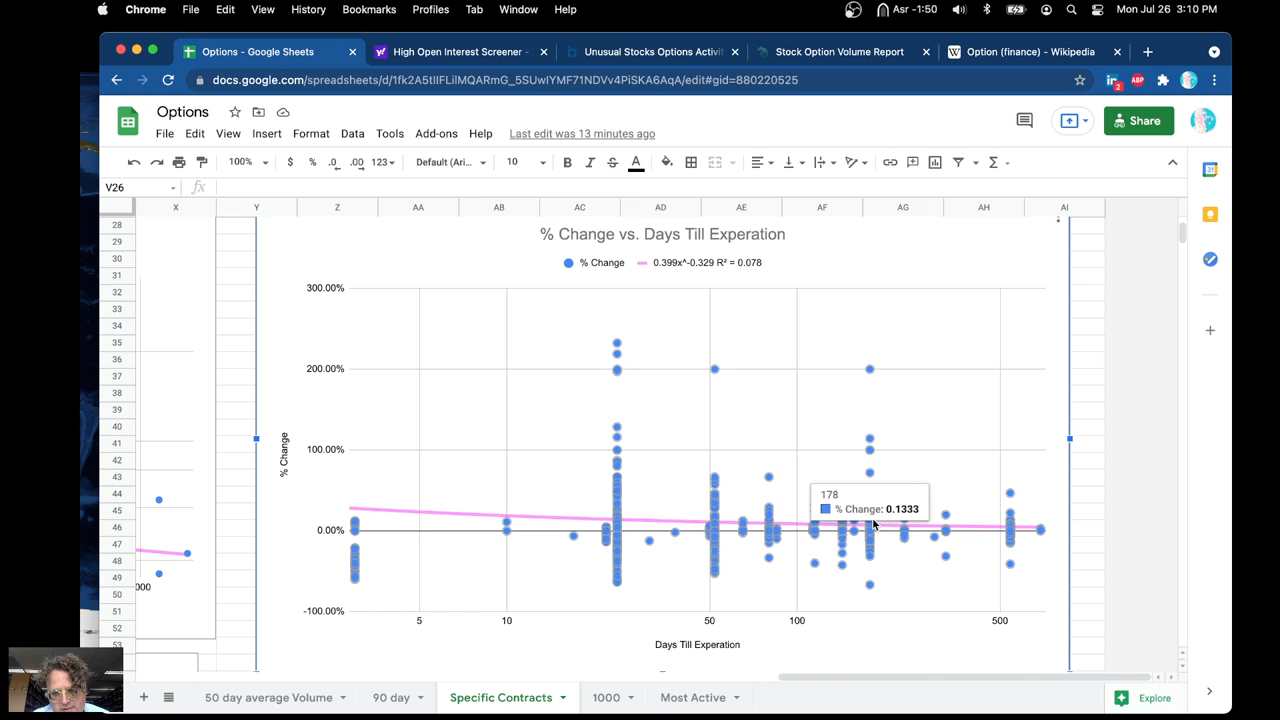 Chrome File Edit View History Bookmarks Profiles Tab Window Help Asr -1:50 Mon Jul 26 3:10 PM
Options - Google Sheets × High Open Interest Screener - × Unusual Stocks Options Activit × Stock Option Volume Report × Option (finance) - Wikipedia × +
docs.google.com/spreadsheets/d/ 2 ABP
Options
File Edit View Insert Format Data Tools Add-ons Help Last edit was 13 minutes ago Share
100% $ % .0 .00 123 Default (Ari... 10 B I S A Σ
V26 fx
X Y Z AA AB AC AD AE AF AG AH AI 31
28
29
30
31
32
33
34
35
36
37
38
39
40
41
42
43
44
45
46
47
48
49
50
51
52
53
000
% Change vs. Days Till Experation
% Change 0.399x^-0.329 R² = 0.078
300.00%
200.00%
100.00%
0.00%
-100.00%
% Change
178
% Change: 0.1333
5 10 50 100 500
Days Till Experation
+ 50 day average Volume 90 day Specific Contracts 1000 Most Active Explore